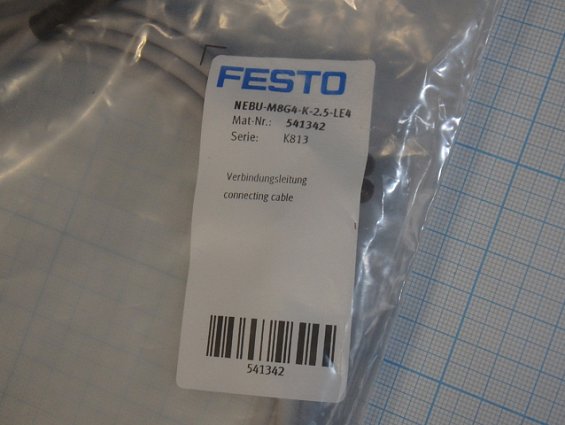 FESTO
NEBU-M8G4-K-2.5-LE4
Mat-Nr.: 541342
Serie: K813
Verbindungsleitung
connecting cable
541342